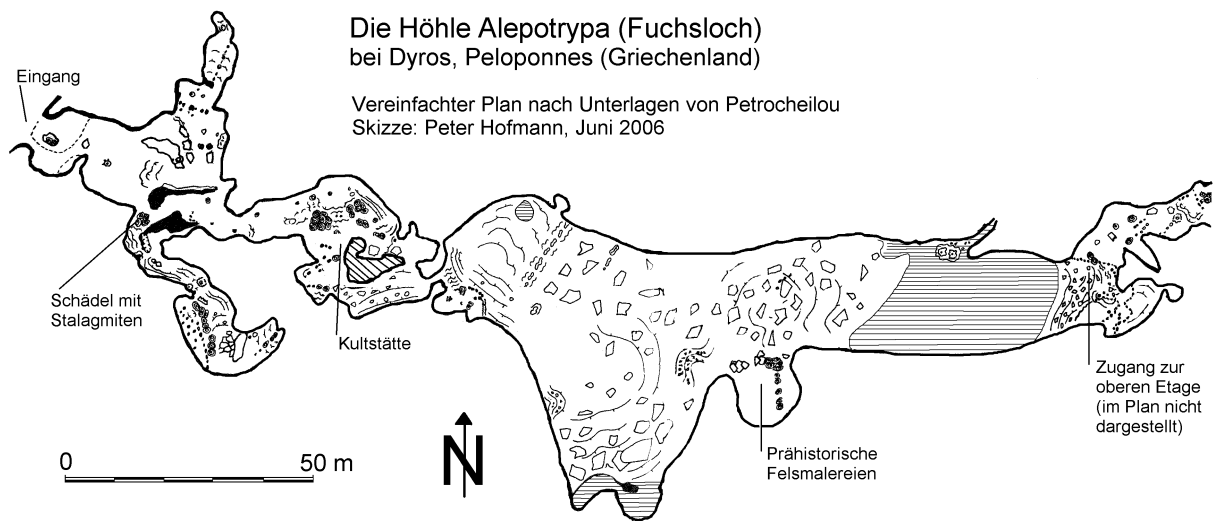 Die Höhle Alepotrypa (Fuchsloch)
bei Dyros, Peloponnes (Griechenland)
Vereinfachter Plan nach Unterlagen von Petrocheilou
Skizze: Peter Hofmann, Juni 2006
Eingang
Schädel mit
Stalagmiten
Kultstätte
Zugang zur
oberen Etage
(im Plan nicht
dargestellt)
Prähistorische
Felsmalereien
N
0 50 m